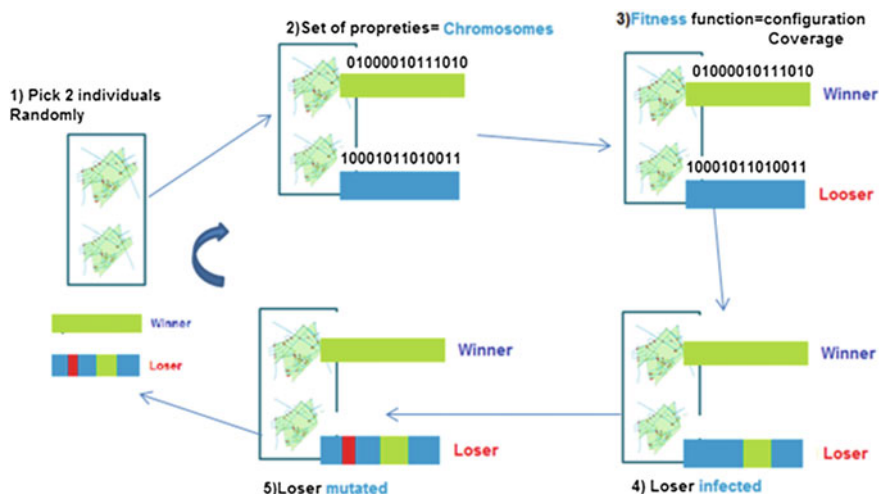 1) Pick 2 individuals
Randomly
2)Set of propreties= Chromosomes
01000010111010
10001011010011
3)Fitness function=configuration
Coverage
01000010111010
Winner
10001011010011
Looser
Winner
Loser
4) Loser infected
Winner
Loser
5)Loser mutated
Winner
Loser